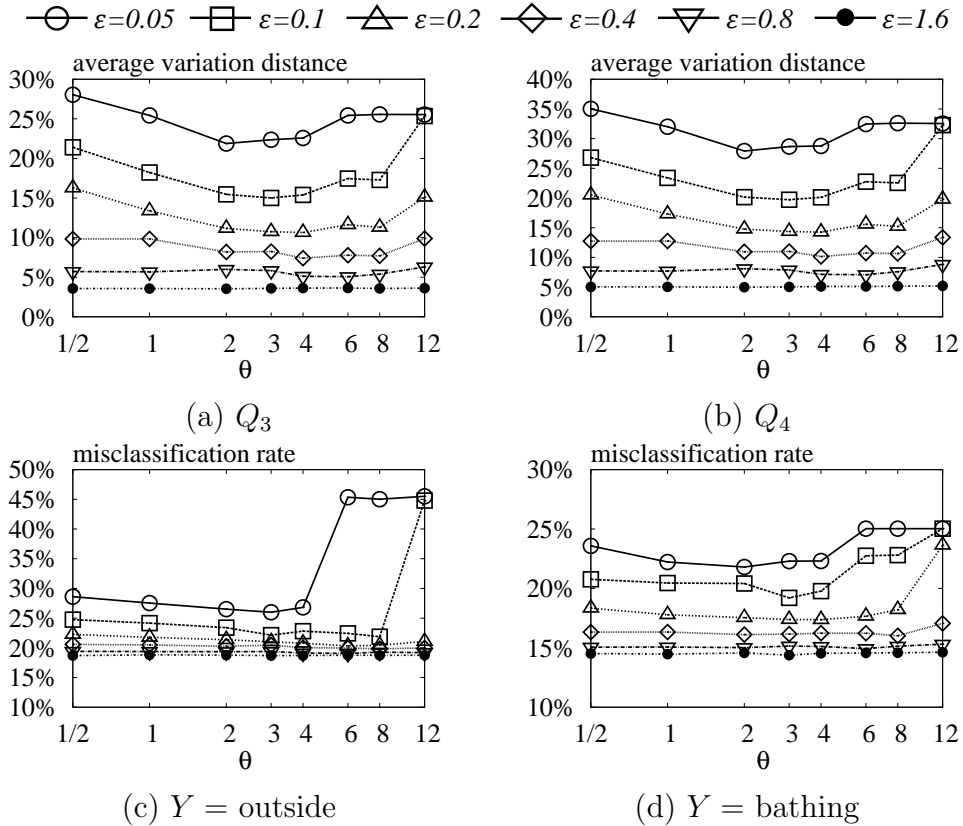 ε=0.05 ε=0.1 ε=0.2 ε=0.4 ε=0.8 ε=1.6
average variation distance
30%
25%
20%
15%
10%
5%
0%
1/2 1 2 3 4 6 8 12
θ
(a) Q3
average variation distance
40%
35%
30%
25%
20%
15%
10%
5%
0%
1/2 1 2 3 4 6 8 12
θ
(b) Q4
misclassification rate
50%
45%
40%
35%
30%
25%
20%
15%
10%
1/2 1 2 3 4 6 8 12
θ
(c) Y = outside
misclassification rate
30%
25%
20%
15%
10%
1/2 1 2 3 4 6 8 12
θ
(d) Y = bathing